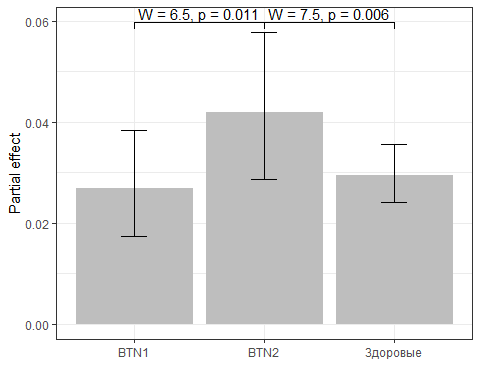 W = 6.5, p = 0.011 W = 7.5, p = 0.006
0.06
0.04
0.02
0.00
Partial effect
BTN1 BTN2 Здоровые